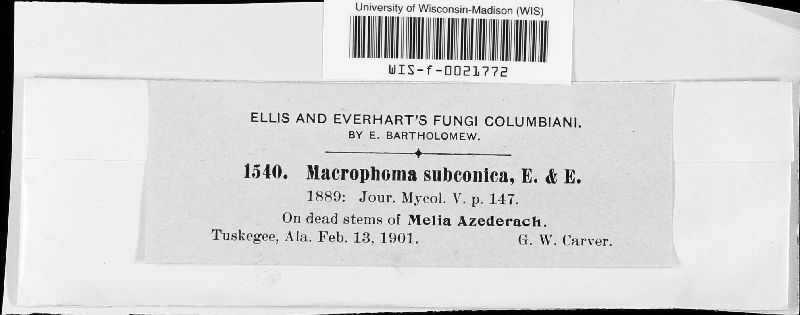 University of Wisconsin-Madison (WIS)
WIS-f-0021772
ELLIS AND EVERHART'S FUNGI COLUMBIANI.
BY E. BARTHOLOMEW.
1540. Macrophoma subconica, E. & E.
1889: Jour. Mycol. V. p. 147.
On dead stems of Melia Azederach.
Tuskegee, Ala. Feb. 13, 1901. G. W. Carver.